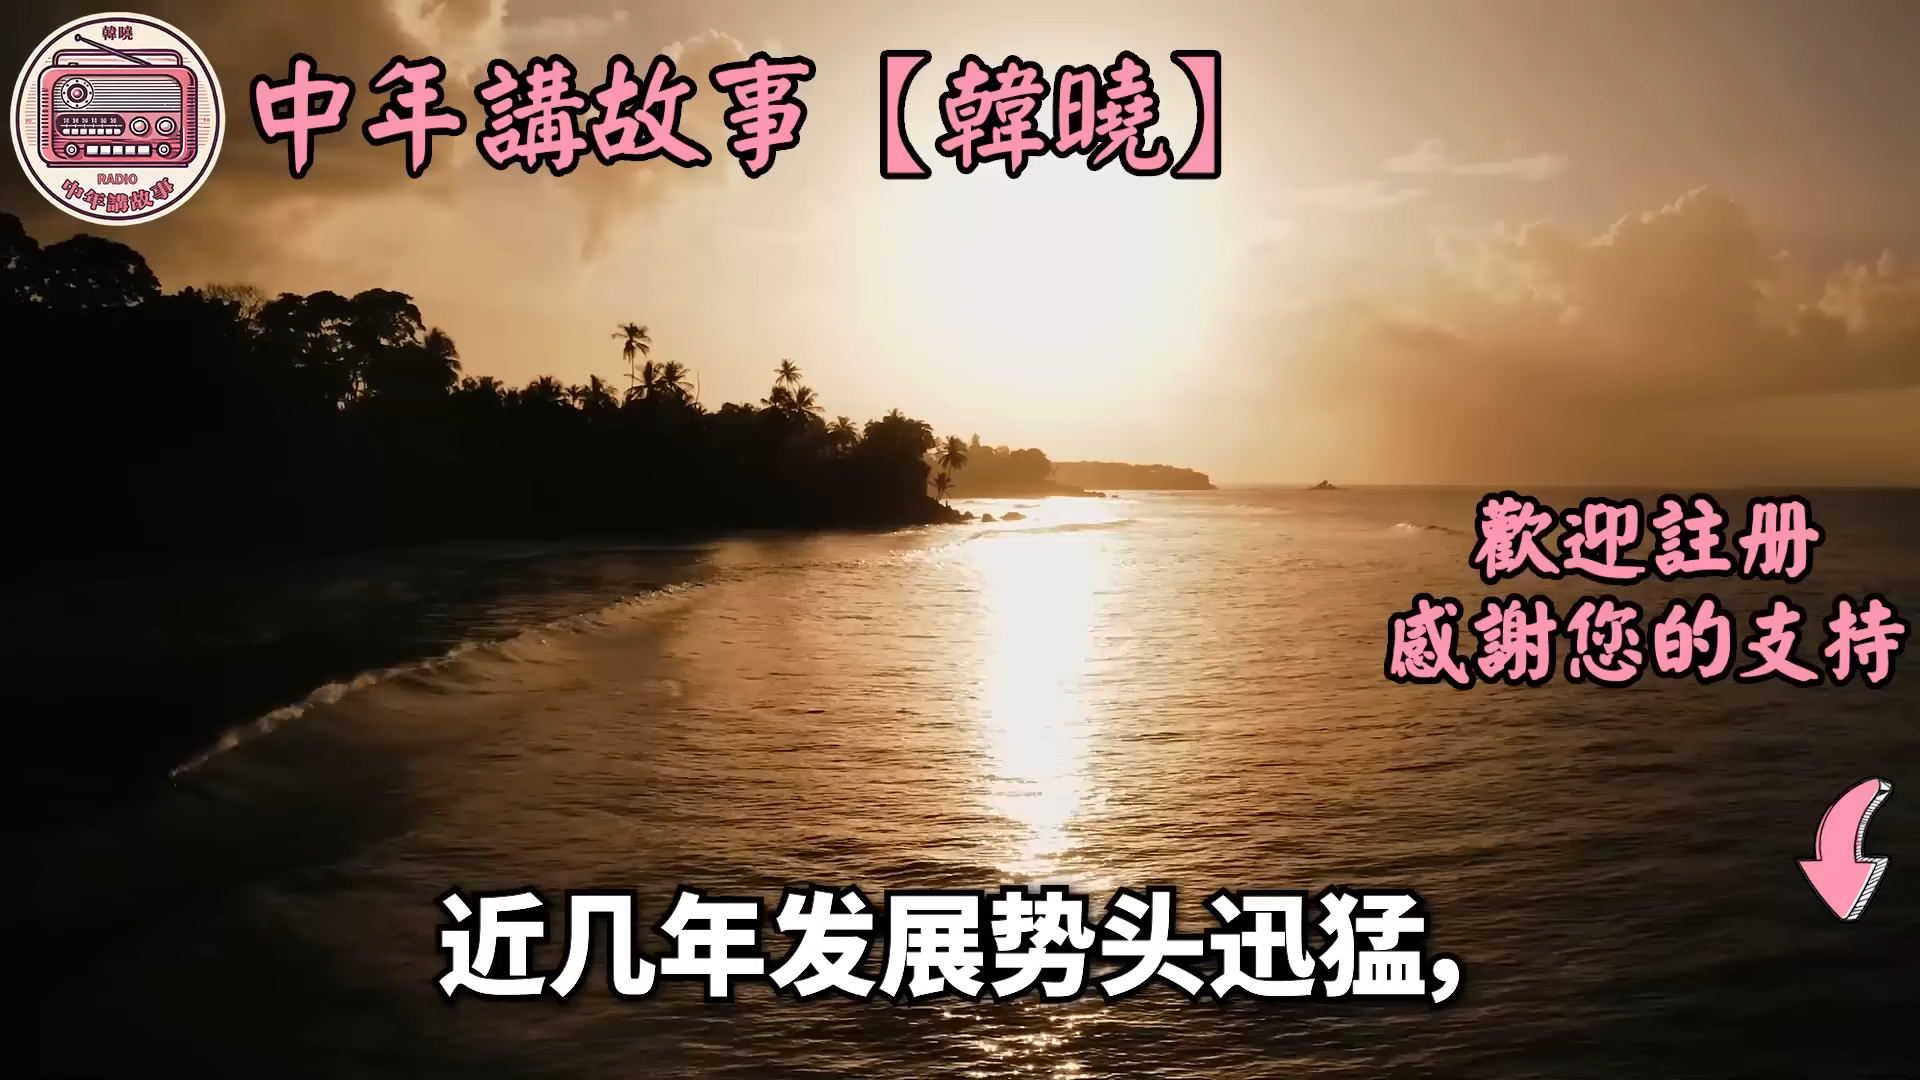 韓曉
RADIO
中年講故事
中年講故事【韓曉】
歡迎註册
感謝您的支持
近几年发展势头迅猛,